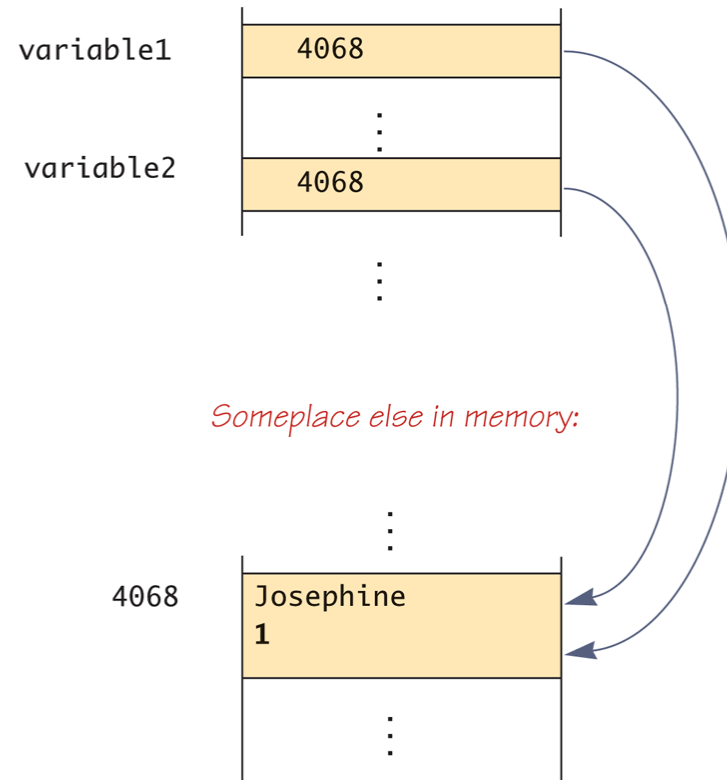 variable1 4068
variable2 4068
Someplace else in memory:
4068 Josephine
1